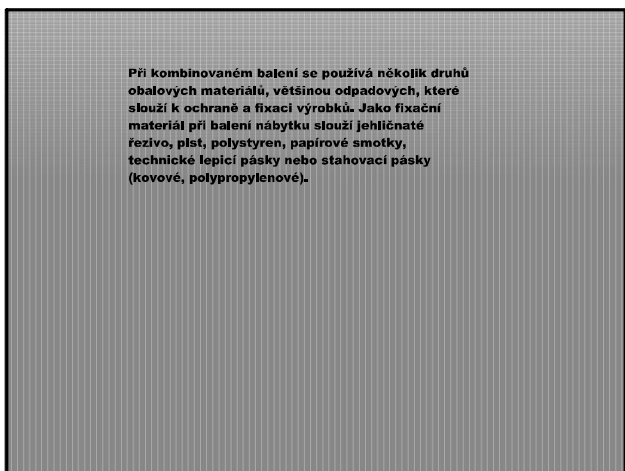 Při kombinovaném balení se používá několik druhů
obalových materiálů, většinou odpadových, které
slouží k ochraně a fixaci výrobků. Jako fixační
materiál při balení nábytku slouží jehličnaté
řezivo, plst, polystyren, papírové smotky,
technické lepicí pásky nebo stahovací pásky
(kovové, polypropylenové).